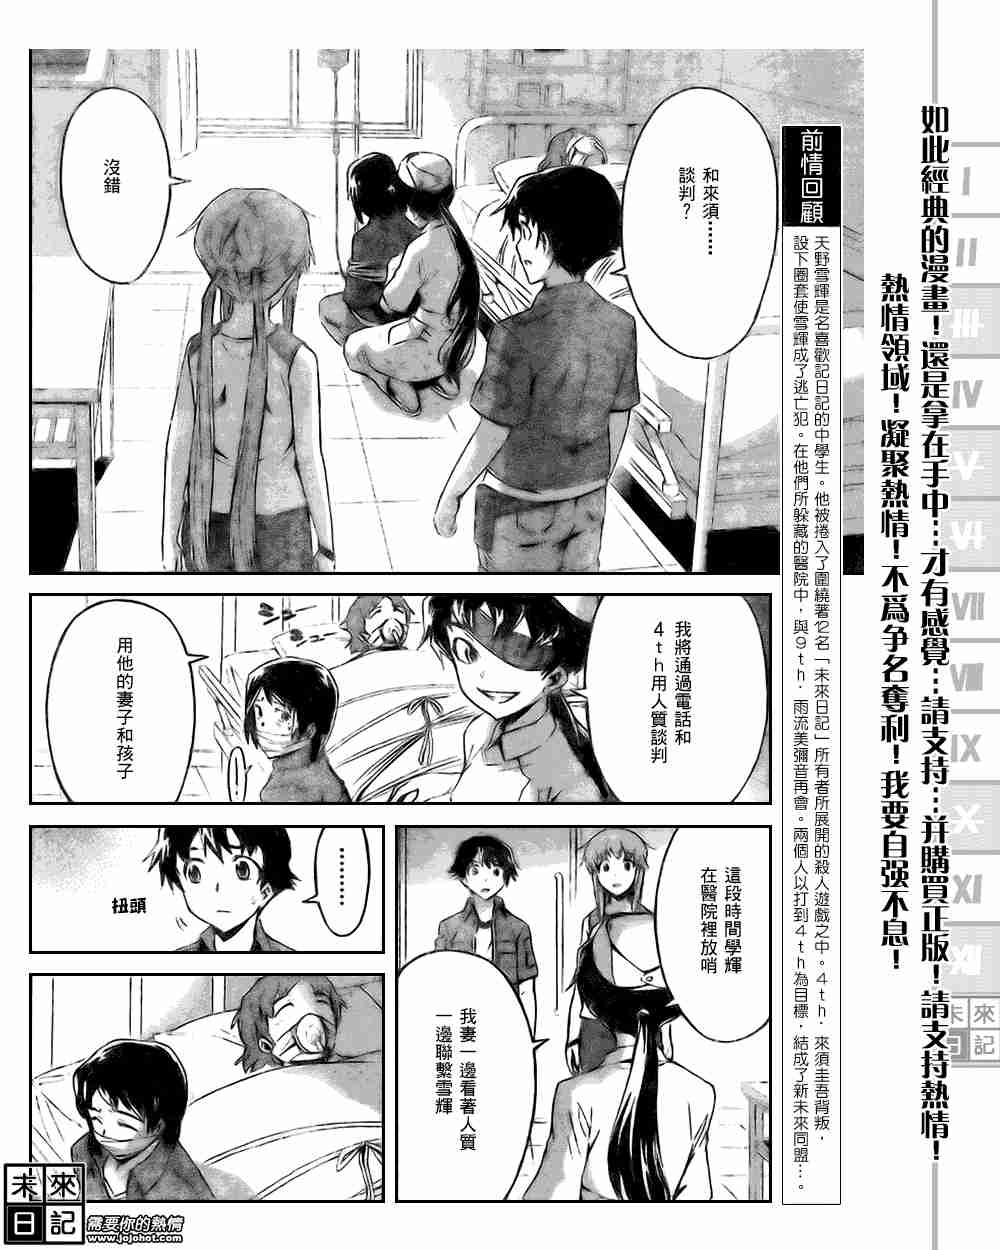 如此經典的漫畫！還是拿在手中…才有感覺…請支持…并購買正版！請支持熱情！
熱情領域！凝聚熱情！不爲争名奪利！我要自强不息！
I
II
III
IV
V
VI
VII
VIII
IX
X
XI
未來
日記
前情回顧
天野雪輝是名喜歡記日記的中學生。他被捲入了圍繞著12名「未來日記」所有者所展開的殺人遊戲之中。4th．來須圭吾背叛，
設下圈套使雪輝成了逃亡犯。在他們所躲藏的醫院中，與9th．雨流美彌音再會。兩個人以打到4th為目標，結成了新未來同盟…。
和來須……
談判？
沒錯
我將通過電話和
4th用人質談判
用他的妻子和孩子
…！
這段時間學輝
在醫院裡放哨
我妻一邊看著人質
一邊聯繫雪輝
……
扭頭
未來
日記
需要你的熱情
www.jojohot.com